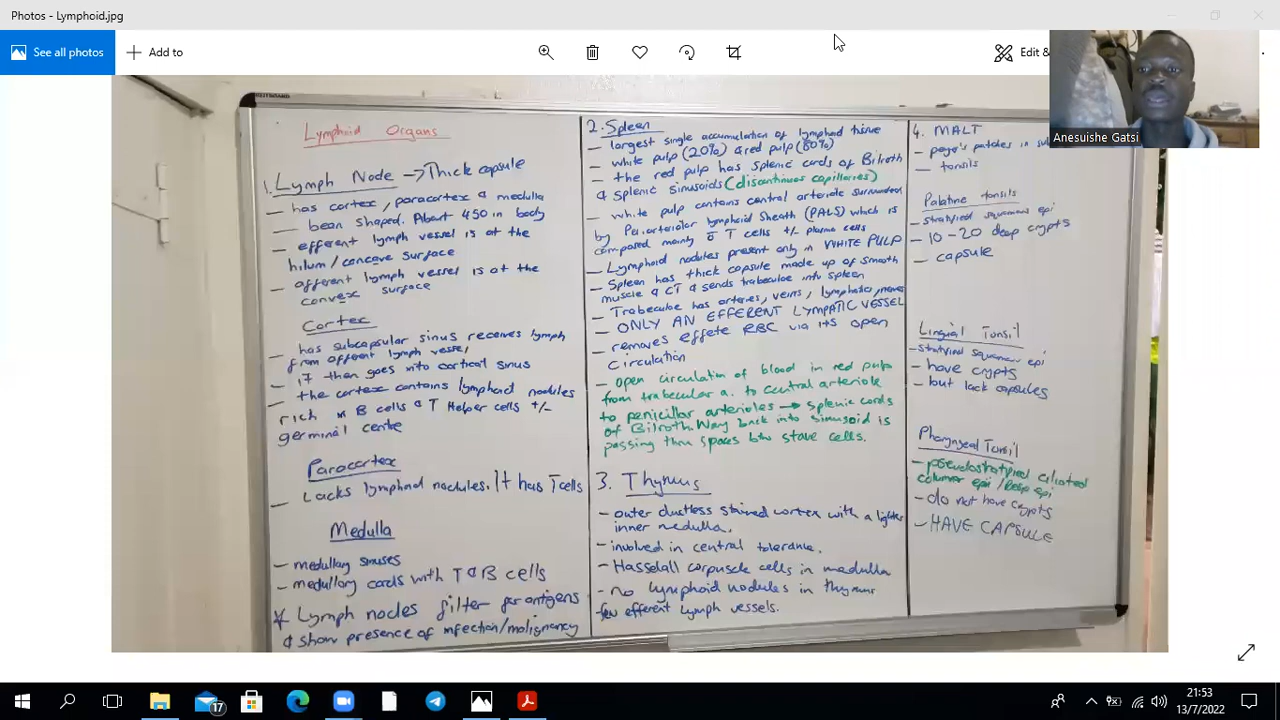 Photos - Lymphoid.jpg
See all photos
Add to
Edit &
Anesuishe Gatsi
Lymphoid Organs
1. Lymph Node → Thick capsule
- has cortex, paracortex & medulla
- bean shaped. About 450 in body
- efferent lymph vessel is at the
hilum/concave surface
- afferent lymph vessel is at the
convex surface
Cortex
- has subcapsular sinus receives lymph
from afferent lymph vessel
- it then goes into cortical sinus
- the cortex contains lymphoid nodules
rich in B cells & T Helper cells +/-
germinal centre
Paracortex
- Lacks lymphoid nodules. It has T cells
Medulla
- medullary sinuses
- medullary cords with T & B cells
* Lymph nodes filter for antigens
& show presence of infection/malignancy
2. Spleen
- largest single accumulation of lymphoid tissue
- white pulp (20%) & red pulp (80%)
- the red pulp has splenic cords of Bilroth
& splenic sinusoids (discontinuous capillaries)
- white pulp contains central arteriole surrounded
by Periarteriolar lymphoid Sheath (PALS) which is
composed mainly c̄ T cells +/- plasma cells
- Lymphoid nodules present only in WHITE PULP
- Spleen has thick capsule made up of smooth
muscle & CT & sends trabeculae into spleen
- Trabeculae has arteries, veins, lymphatics, nerves
- ONLY AN EFFERENT LYMPATIC VESSEL
- removes effete RBC via its open
circulation
- open circulation of blood in red pulp
from trabecular a. to central arteriole
to penicillar arterioles → splenic cords
of Bilroth. Way back into sinusoid is
passing thru spaces btw stave cells.
3. Thymus
- outer ductless stained cortex with a lighter
inner medulla.
- involved in central tolerance.
- Hasselall corpuscle cells in medulla
- no lymphoid nodules in thymus
- few efferent lymph vessels.
4. MALT
- peyer's patches in
- tonsils
Palatine tonsils
- stratified squamous epi
- 10-20 deep crypts
- capsule
Lingial Tonsil
- stratified squamous epi
- have crypts
- but lack capsules
Pharyngeal Tonsil
- pseudostratified ciliated
columnar epi / Resp epi
- do not have crypts
- HAVE CAPSULE
17
21:53
13/7/2022